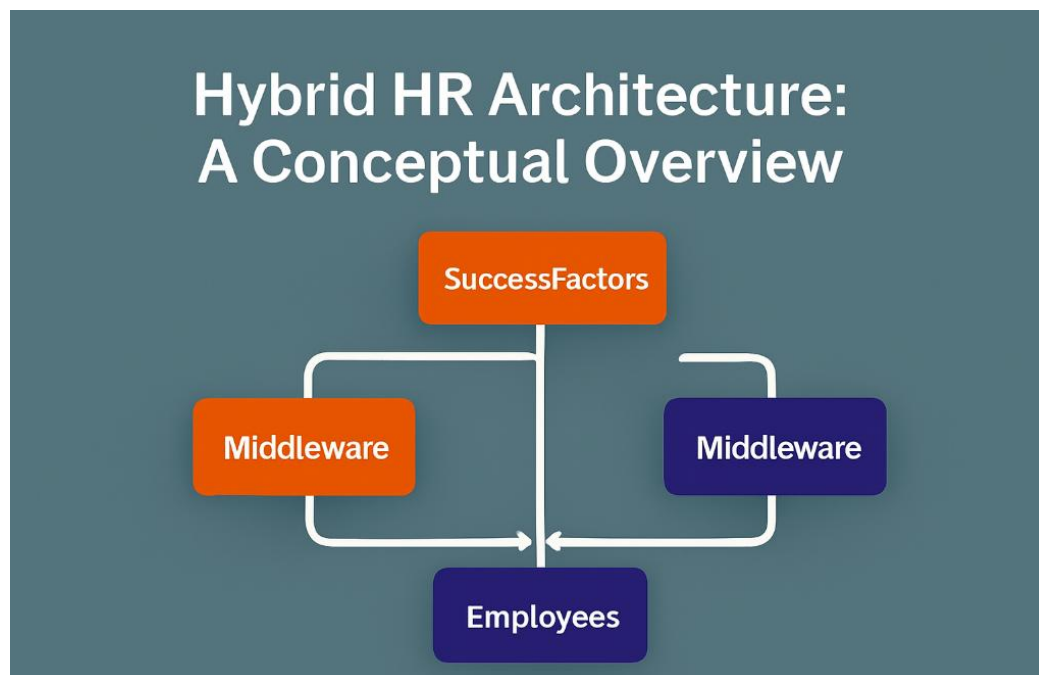 Hybrid HR Architecture:
A Conceptual Overview
SuccessFactors
Middleware
Middleware
Employees